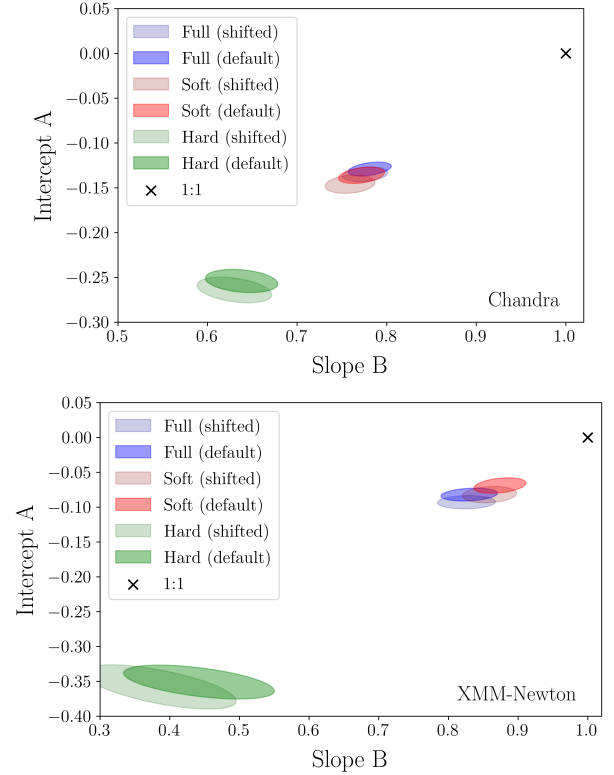 0.05
0.00
−0.05
−0.10
−0.15
−0.20
−0.25
−0.30
Intercept A
Full (shifted)
Full (default)
Soft (shifted)
Soft (default)
Hard (shifted)
Hard (default)
1:1
Chandra
0.5 0.6 0.7 0.8 0.9 1.0
Slope B
0.05
0.00
−0.05
−0.10
−0.15
−0.20
−0.25
−0.30
−0.35
−0.40
Intercept A
Full (shifted)
Full (default)
Soft (shifted)
Soft (default)
Hard (shifted)
Hard (default)
1:1
XMM-Newton
0.3 0.4 0.5 0.6 0.7 0.8 0.9 1.0
Slope B